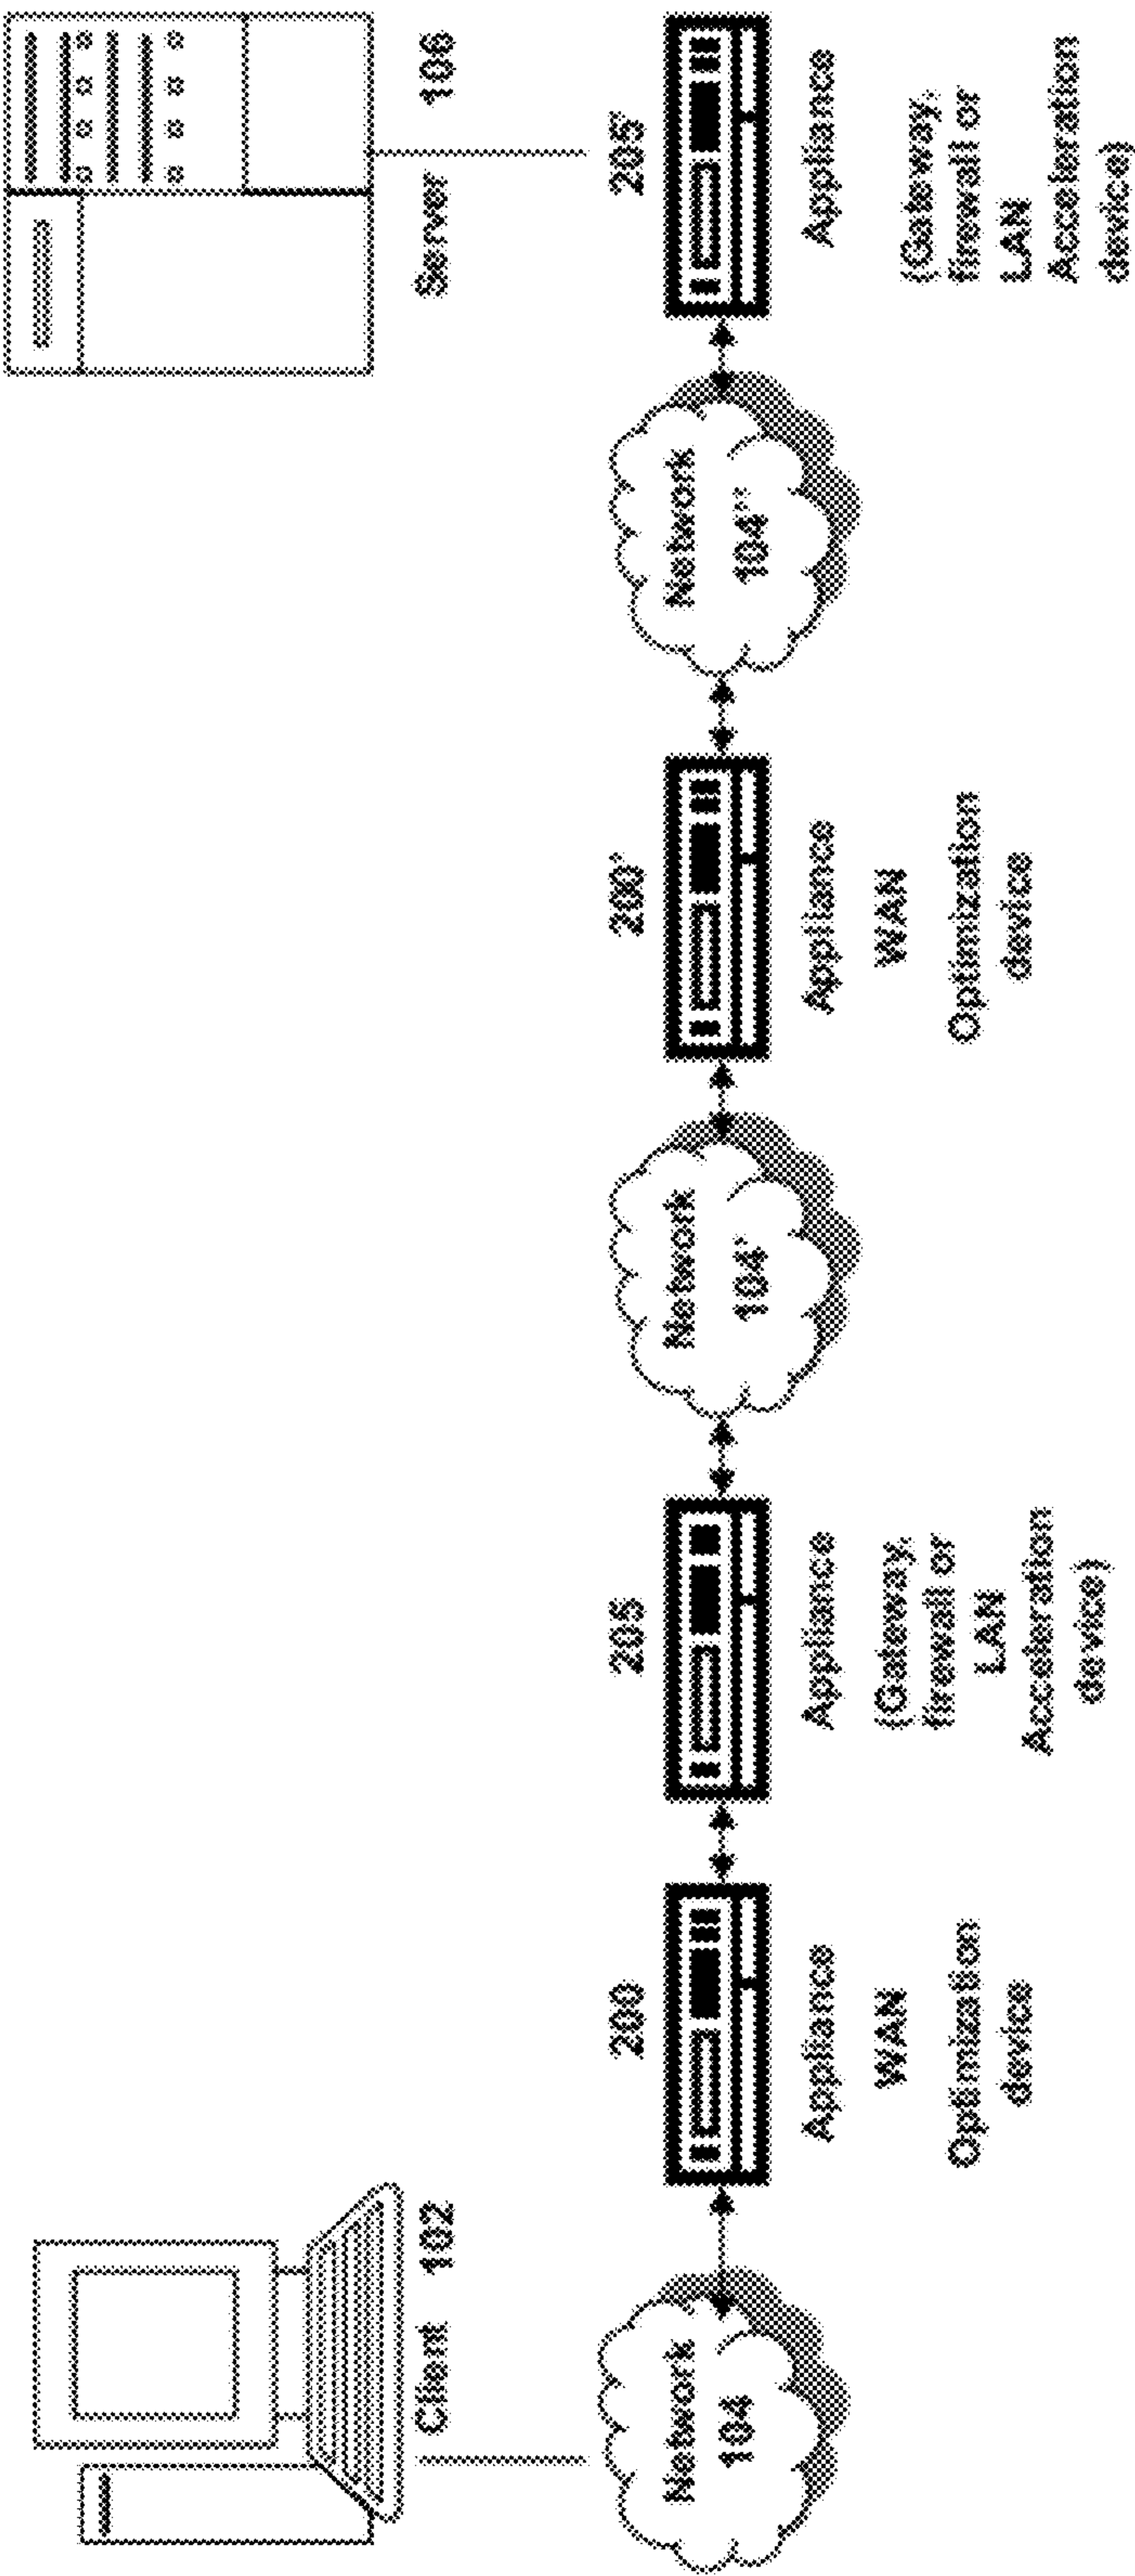 Client 102
Server 106
Network
104
200
Appliance
WAN
Optimization
device
205
Appliance
(Gateway,
firewall or
LAN
Acceleration
device)
Network
104'
200'
Appliance
WAN
Optimization
device
Network
104''
205'
Appliance
(Gateway,
firewall or
LAN
Acceleration
device)